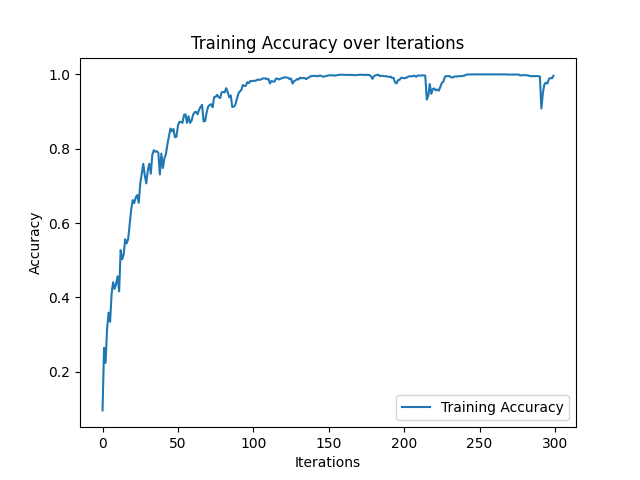 Training Accuracy over Iterations
1.0
0.8
0.6
0.4
0.2
Accuracy
Training Accuracy
0 50 100 150 200 250 300
Iterations